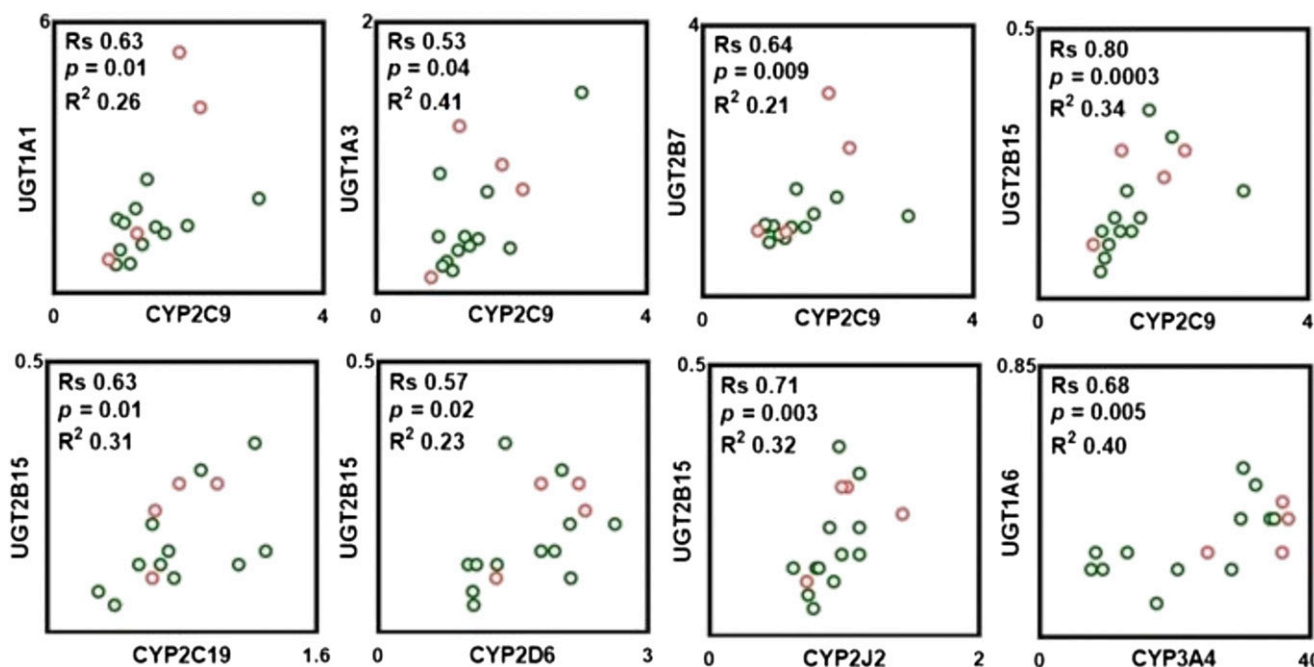 6
Rs 0.63
p = 0.01
R² 0.26
UGT1A1
0
CYP2C9
4
2
Rs 0.53
p = 0.04
R² 0.41
UGT1A3
0
CYP2C9
4
4
Rs 0.64
p = 0.009
R² 0.21
UGT2B7
0
CYP2C9
4
0.5
Rs 0.80
p = 0.0003
R² 0.34
UGT2B15
0
CYP2C9
4
0.5
Rs 0.63
p = 0.01
R² 0.31
UGT2B15
CYP2C19
1.6
0.5
Rs 0.57
p = 0.02
R² 0.23
UGT2B15
0
CYP2D6
3
0.5
Rs 0.71
p = 0.003
R² 0.32
UGT2B15
0
CYP2J2
2
0.85
Rs 0.68
p = 0.005
R² 0.40
UGT1A6
0
CYP3A4